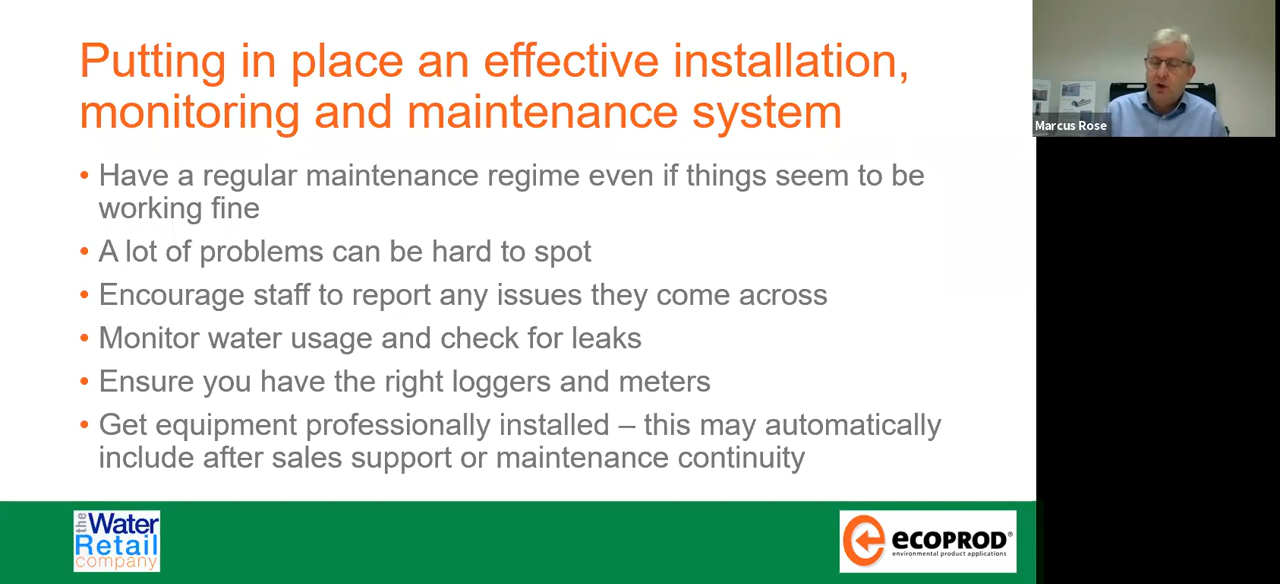 Putting in place an effective installation,
monitoring and maintenance system
• Have a regular maintenance regime even if things seem to be
working fine
• A lot of problems can be hard to spot
• Encourage staff to report any issues they come across
• Monitor water usage and check for leaks
• Ensure you have the right loggers and meters
• Get equipment professionally installed – this may automatically
include after sales support or maintenance continuity
Marcus Rose
the Water
Retail
company
ECOPROD®
environmental product applications